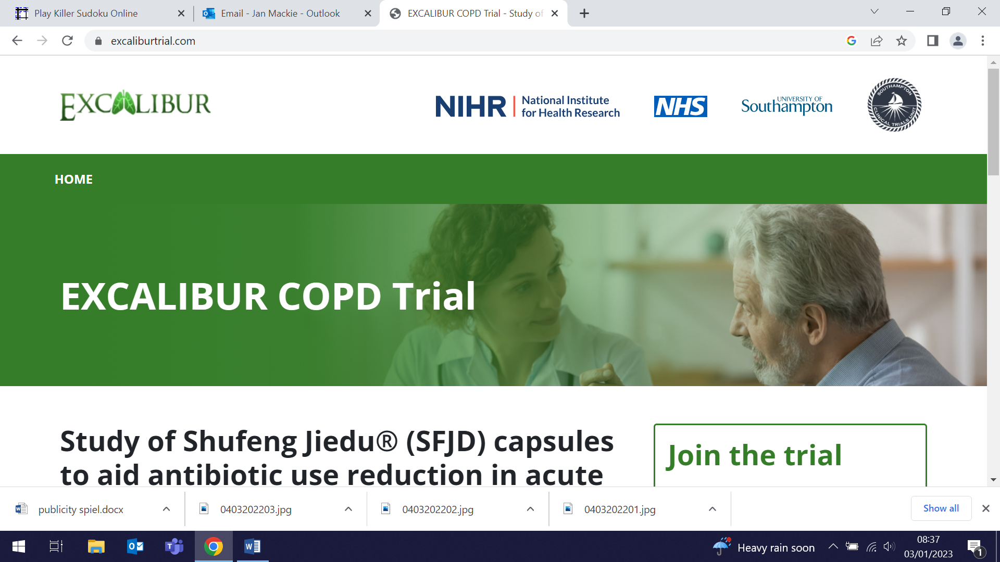 Play Killer Sudoku Online
Email - Jan Mackie - Outlook
EXCALIBUR COPD Trial - Study of
excaliburtrial.com
EXCALIBUR
NIHR | National Institute
for Health Research
NHS
UNIVERSITY OF
Southampton
SOUTHAMPTON
CLINICAL TRIALS UNIT
HOME
EXCALIBUR COPD Trial
Study of Shufeng Jiedu® (SFJD) capsules
to aid antibiotic use reduction in acute
Join the trial
publicity spiel.docx
0403202203.jpg
0403202202.jpg
0403202201.jpg
Show all
Heavy rain soon
08:37
03/01/2023
1